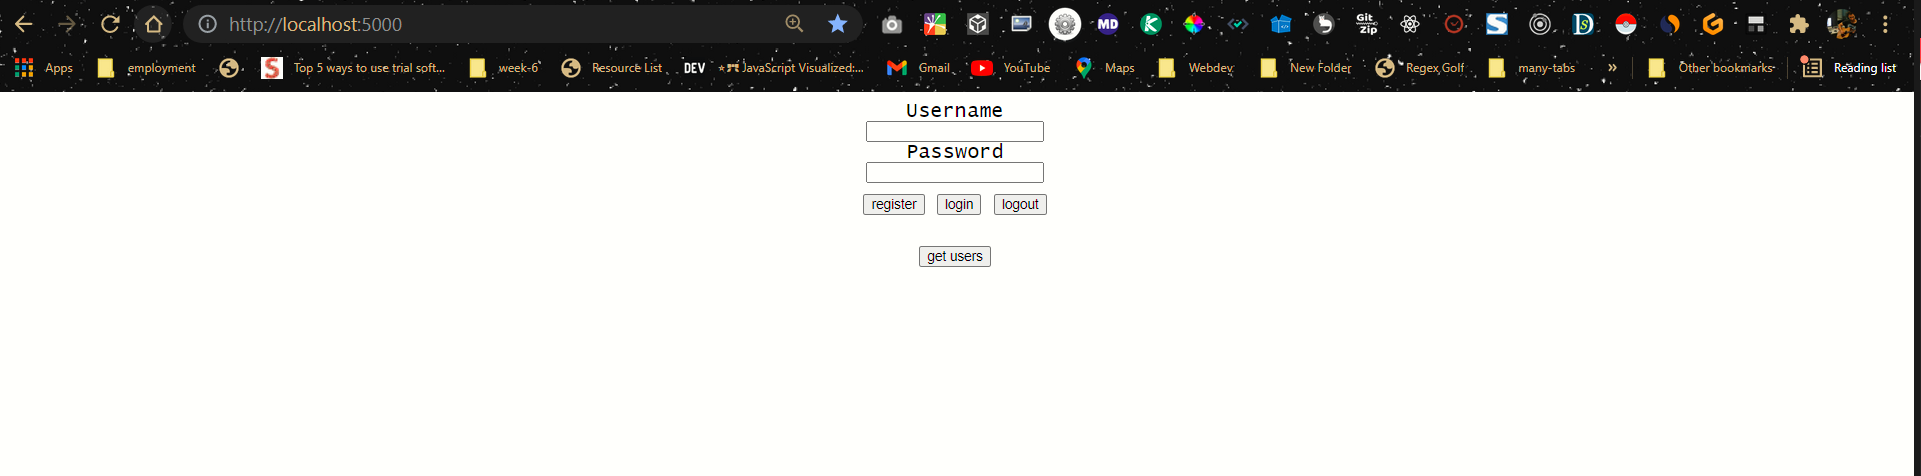 http://localhost:5000
MD
K
Git
Zip
S
Ds
G
Apps
employment
S
Top 5 ways to use trial soft...
week-6
Resource List
DEV
JavaScript Visualized:...
Gmail
YouTube
Maps
Webdev
New Folder
Regex Golf
many-tabs
»
Other bookmarks
Reading list
Username
Password
register login logout
get users